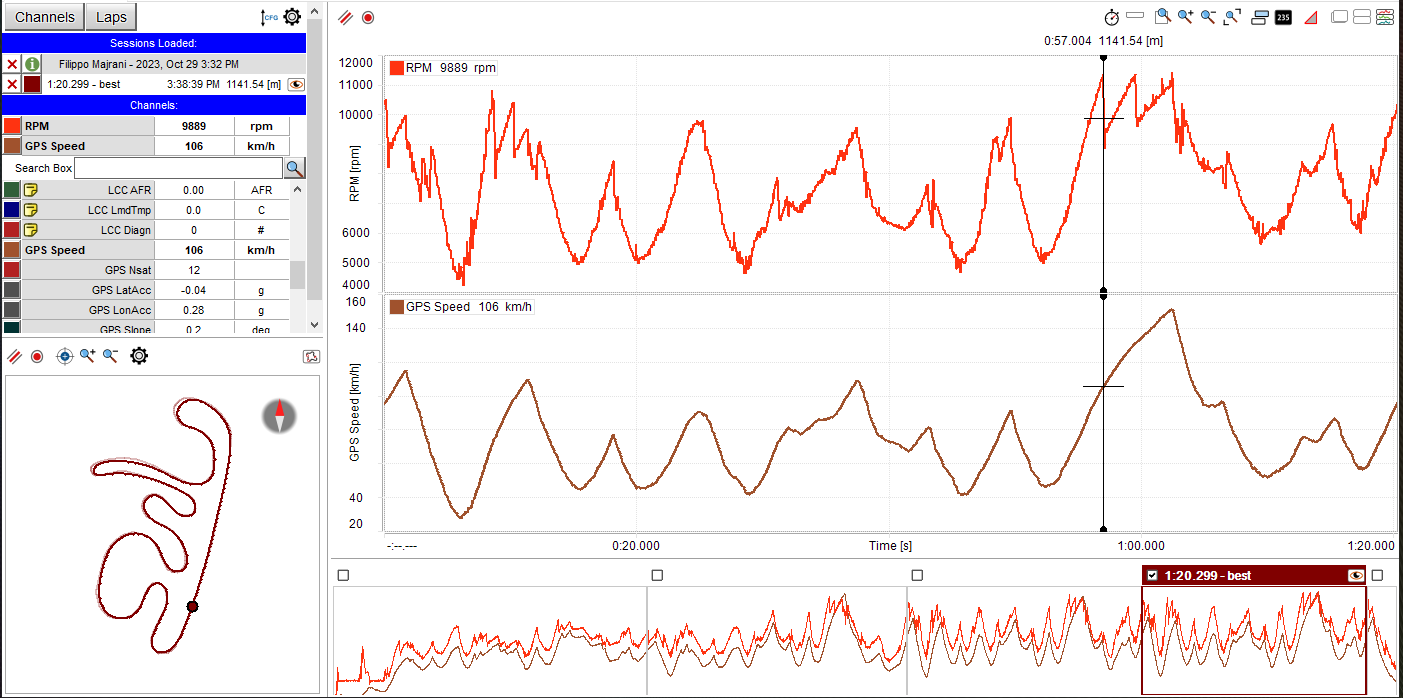 Channels Laps CFG
Sessions Loaded:
Filippo Majrani - 2023, Oct 29 3:32 PM
1:20.299 - best 3:38:39 PM 1141.54 [m]
Channels:
RPM 9889 rpm
GPS Speed 106 km/h
Search Box
LCC AFR 0.00 AFR
LCC LmdTmp 0.0 C
LCC Diagn 0 #
GPS Speed 106 km/h
GPS Nsat 12
GPS LatAcc -0.04 g
GPS LonAcc 0.28 g
GPS Slope 0.2 deg
235
0:57.004 1141.54 [m]
RPM 9889 rpm
12000
11000
10000
6000
5000
4000
RPM [rpm]
GPS Speed 106 km/h
160
140
40
20
GPS Speed [km/h]
-:--.--- 0:20.000 Time [s] 1:00.000 1:20.000
1:20.299 - best